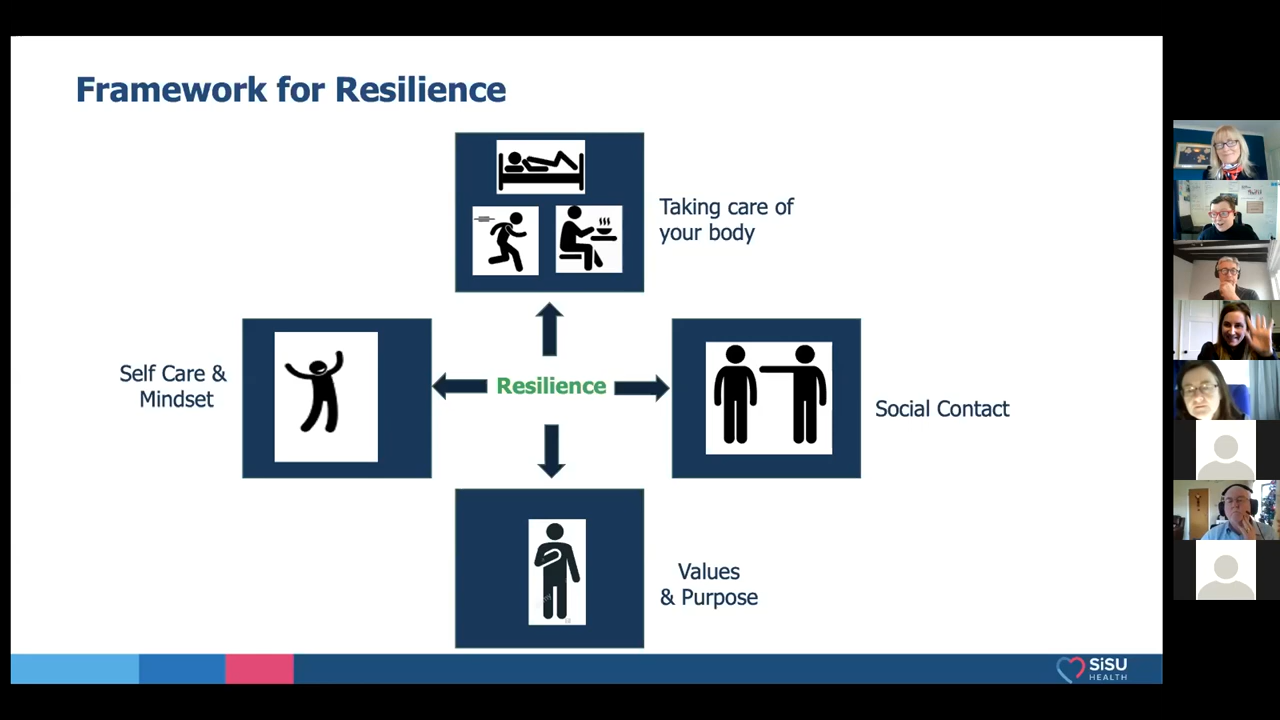 Framework for Resilience
Taking care of
your body
Self Care &
Mindset
Resilience
Social Contact
Values
& Purpose
SiSU
HEALTH